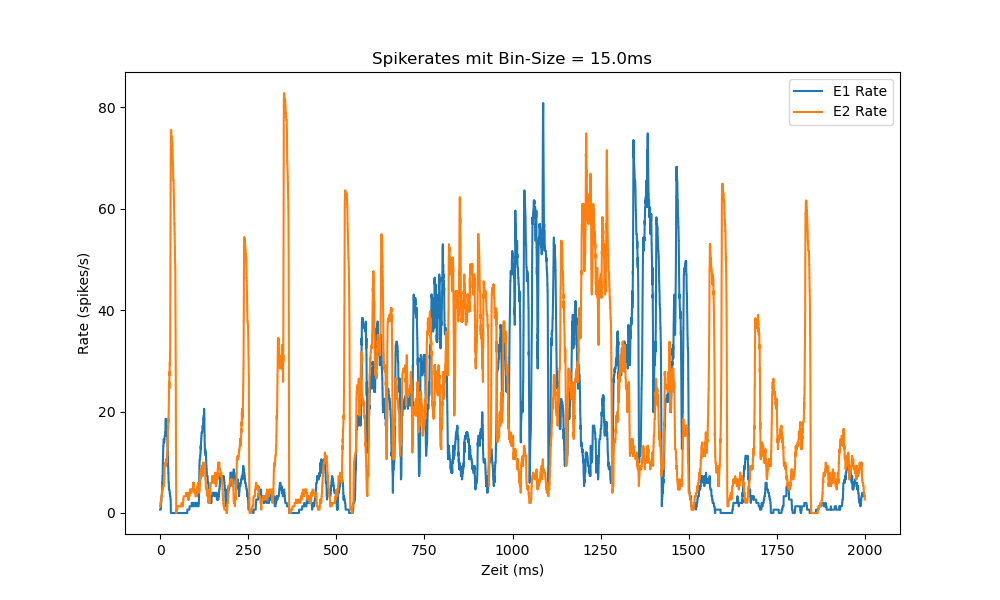 Spikerates mit Bin-Size = 15.0ms
E1 Rate
E2 Rate
80
60
40
20
0
Rate (spikes/s)
0 250 500 750 1000 1250 1500 1750 2000
Zeit (ms)